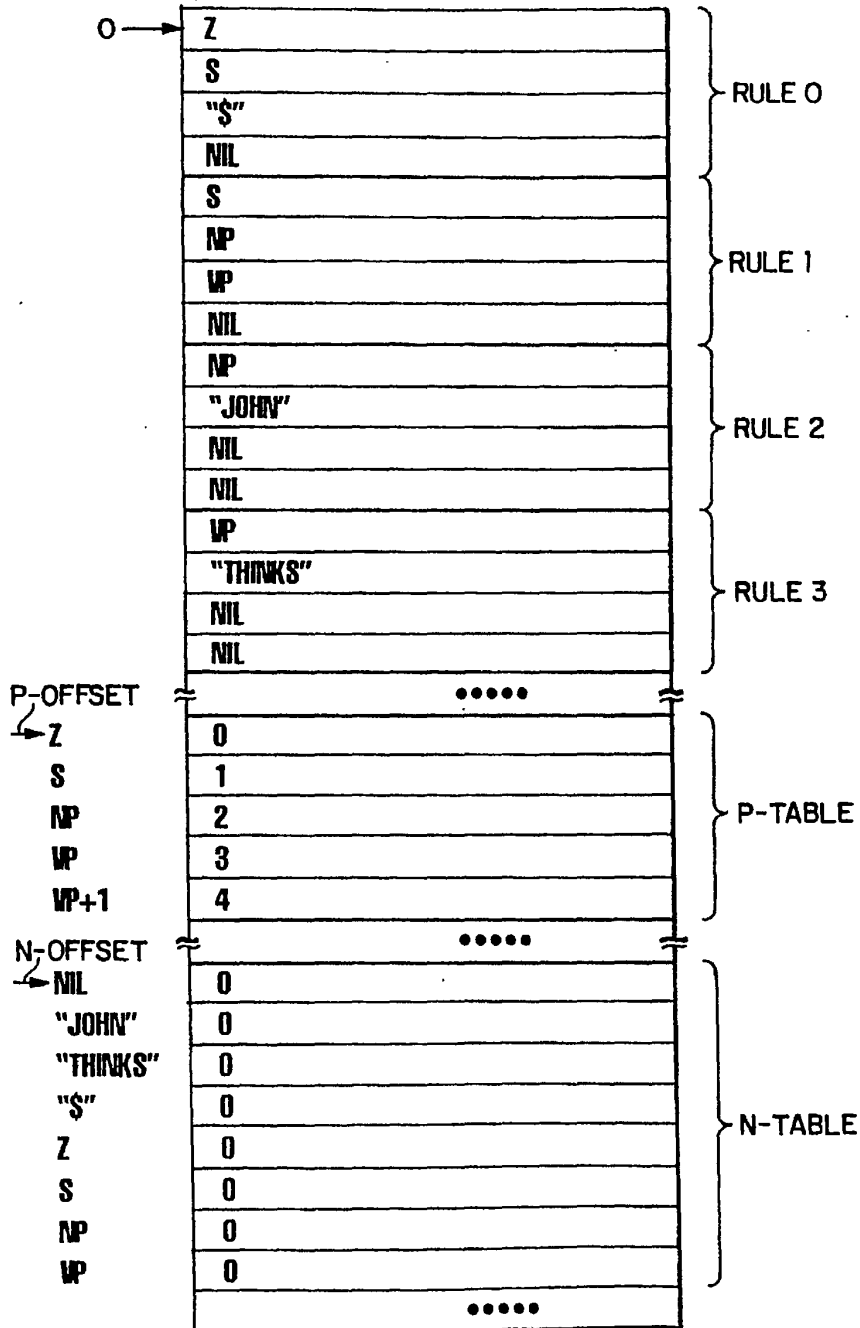 0 Z
S
"$" RULE 0
NIL
S
NP
VP RULE 1
NIL
NP
"JOHN"
NIL RULE 2
NIL
VP
"THINKS"
NIL RULE 3
NIL
P-OFFSET •••••
Z 0
S 1
NP 2 P-TABLE
VP 3
VP+1 4
N-OFFSET •••••
NIL 0
"JOHN" 0
"THINKS" 0
"$" 0
Z 0 N-TABLE
S 0
NP 0
VP 0
•••••